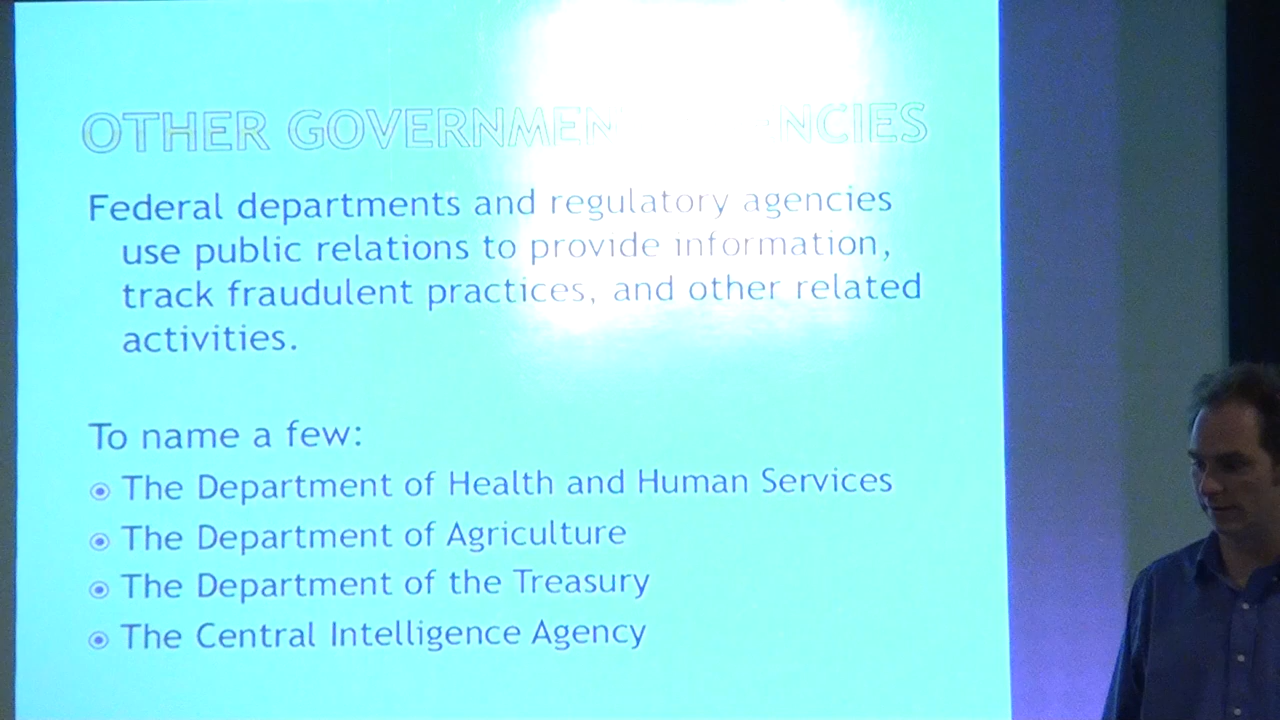 OTHER GOVERNMEN NCIES
Federal departments and regulatory agencies
use public relations to provide information,
track fraudulent practices, and other related
activities.
To name a few:
The Department of Health and Human Services
The Department of Agriculture
The Department of the Treasury
The Central Intelligence Agency